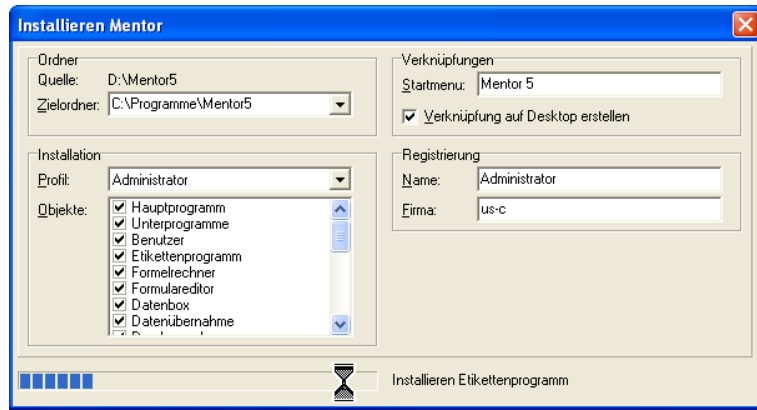 Installieren Mentor
Ordner
Quelle: D:\Mentor5
Zielordner: C:\Programme\Mentor5
Verknüpfungen
Startmenu: Mentor 5
Verknüpfung auf Desktop erstellen
Installation
Profil: Administrator
Objekte: Hauptprogramm
Unterprogramme
Benutzer
Etikettenprogramm
Formelrechner
Formulareditor
Datenbox
Datenübernahme
Registrierung
Name: Administrator
Firma: us-c
Installieren Etikettenprogramm